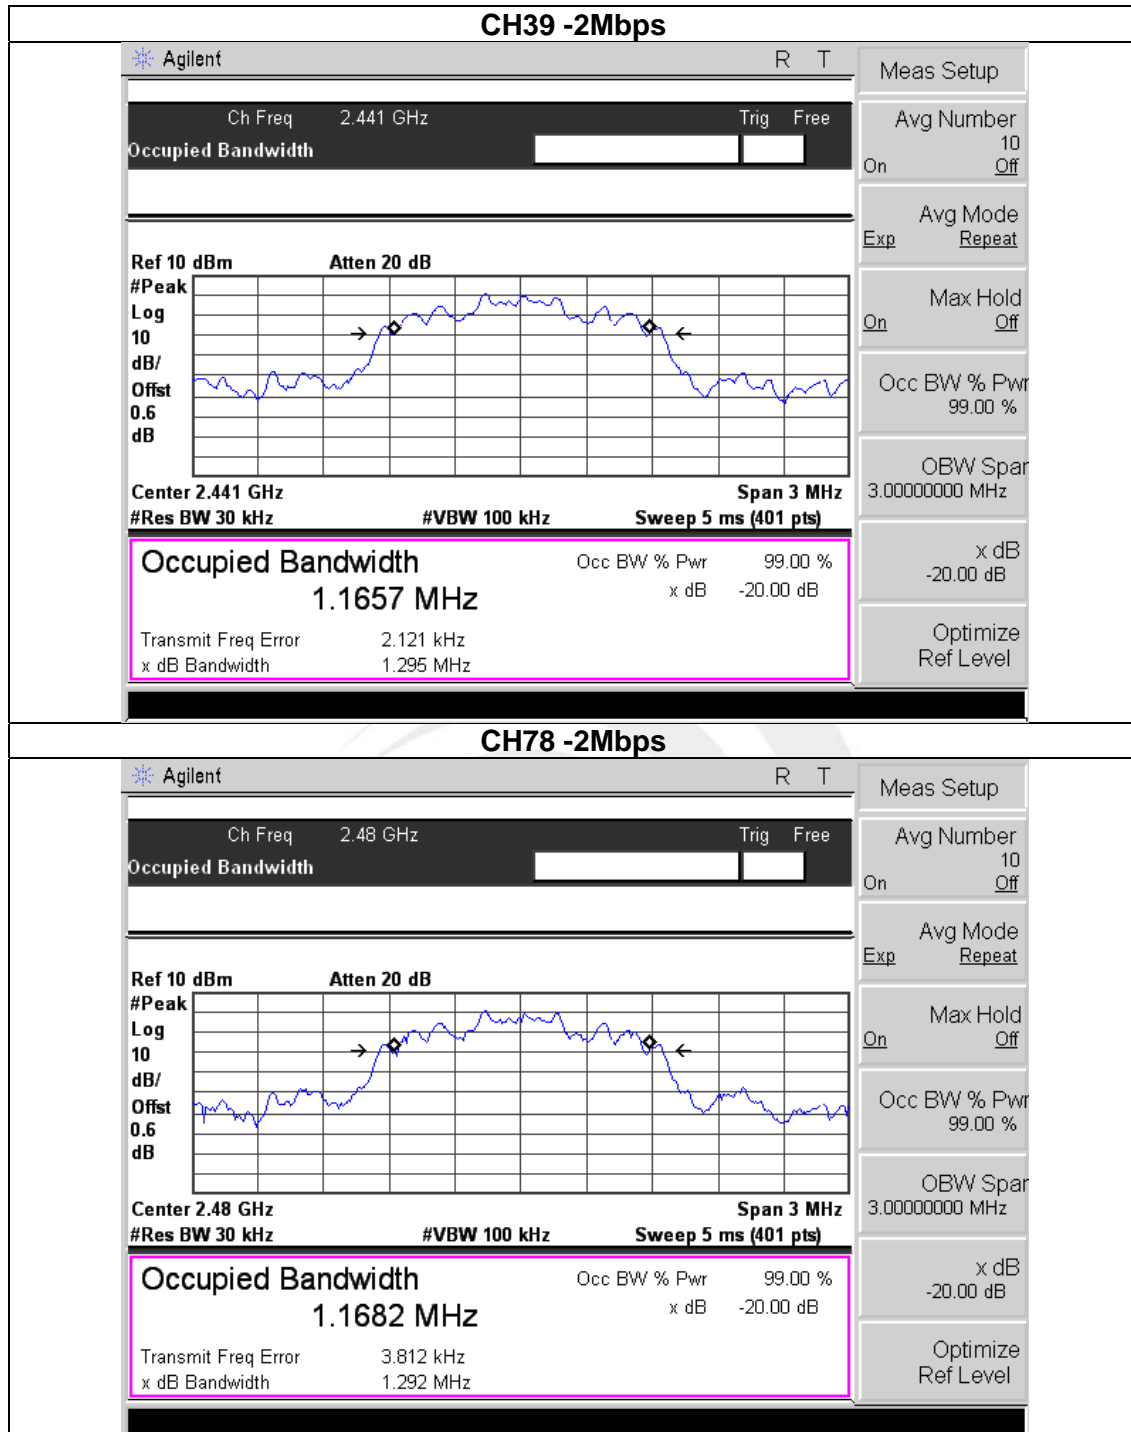 CH39 -2Mbps
Agilent R T
Ch Freq 2.441 GHz Trig Free
Occupied Bandwidth
Ref 10 dBm Atten 20 dB
#Peak
Log
10
dB/
Offst
0.6
dB
Center 2.441 GHz Span 3 MHz
#Res BW 30 kHz #VBW 100 kHz Sweep 5 ms (401 pts)
Occupied Bandwidth Occ BW % Pwr 99.00 %
1.1657 MHz x dB -20.00 dB
Transmit Freq Error 2.121 kHz
x dB Bandwidth 1.295 MHz
Meas Setup
Avg Number
10
On Off
Avg Mode
Exp Repeat
Max Hold
On Off
Occ BW % Pwr
99.00 %
OBW Span
3.00000000 MHz
x dB
-20.00 dB
Optimize
Ref Level
CH78 -2Mbps
Agilent R T
Ch Freq 2.48 GHz Trig Free
Occupied Bandwidth
Ref 10 dBm Atten 20 dB
#Peak
Log
10
dB/
Offst
0.6
dB
Center 2.48 GHz Span 3 MHz
#Res BW 30 kHz #VBW 100 kHz Sweep 5 ms (401 pts)
Occupied Bandwidth Occ BW % Pwr 99.00 %
1.1682 MHz x dB -20.00 dB
Transmit Freq Error 3.812 kHz
x dB Bandwidth 1.292 MHz
Meas Setup
Avg Number
10
On Off
Avg Mode
Exp Repeat
Max Hold
On Off
Occ BW % Pwr
99.00 %
OBW Span
3.00000000 MHz
x dB
-20.00 dB
Optimize
Ref Level